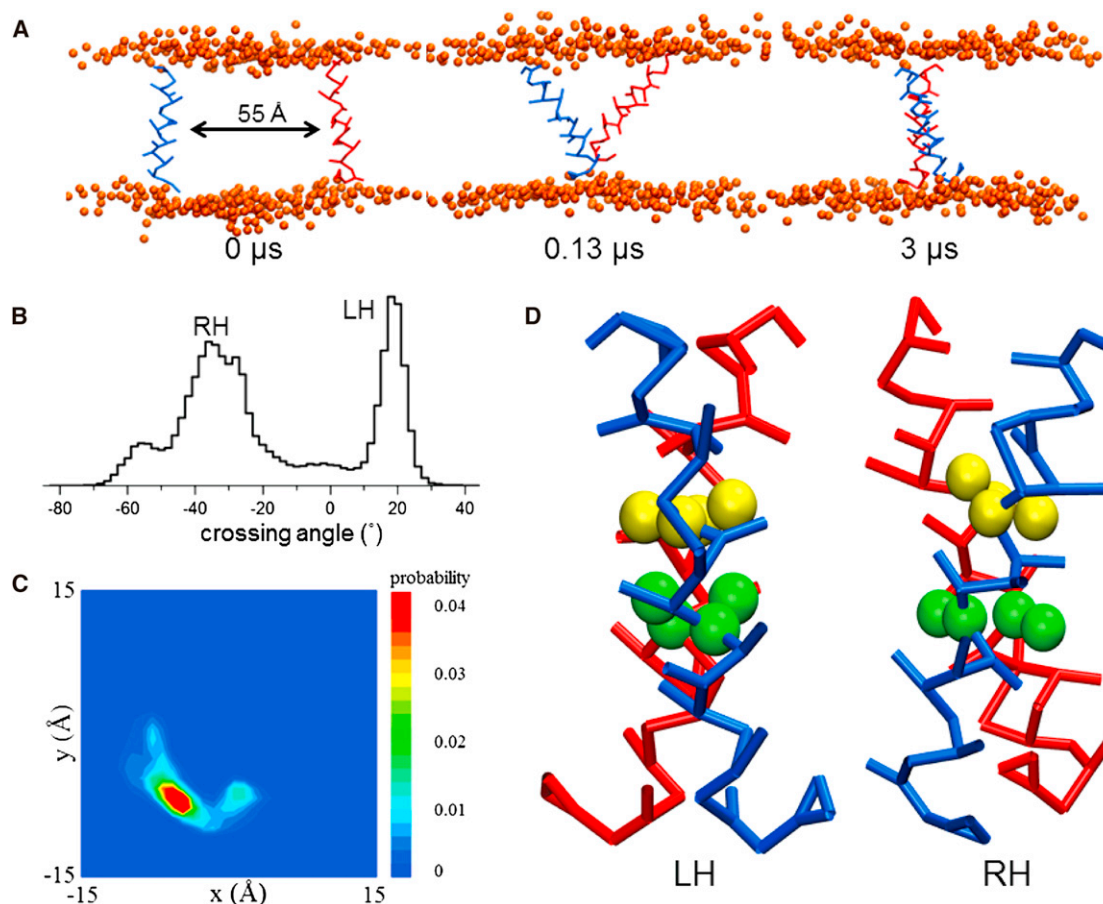 A
55 Å
0 µs
0.13 µs
3 µs
B
RH
LH
-80 -60 -40 -20 0 20 40
crossing angle (°)
C
15
y (Å)
-15
-15
x (Å)
15
probability
0.04
0.03
0.02
0.01
0
D
LH
RH